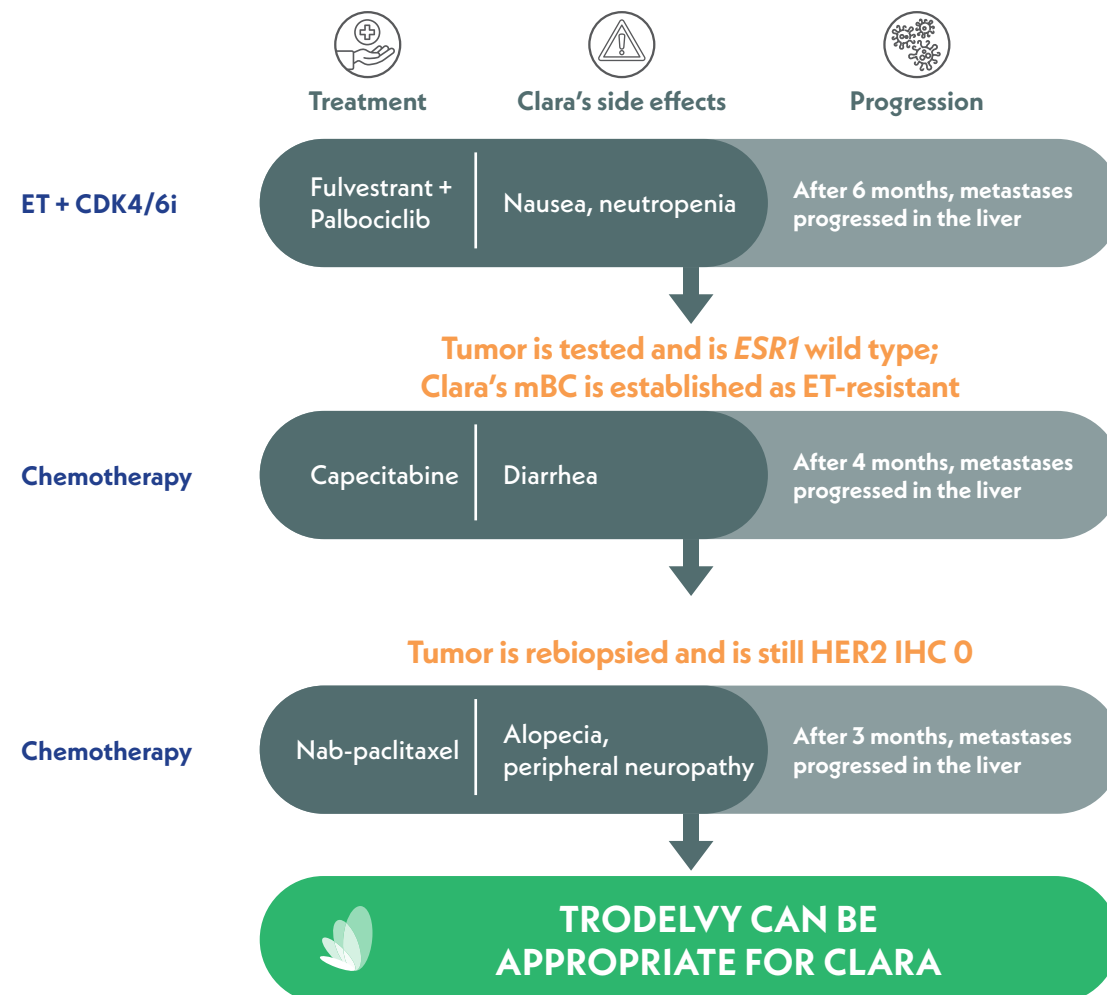 Treatment
Clara's side effects
Progression
ET + CDK4/6i
Fulvestrant +
Palbociclib
Nausea, neutropenia
After 6 months, metastases
progressed in the liver
Tumor is tested and is ESR1 wild type;
Clara's mBC is established as ET-resistant
Chemotherapy
Capecitabine
Diarrhea
After 4 months, metastases
progressed in the liver
Tumor is rebiopsied and is still HER2 IHC 0
Chemotherapy
Nab-paclitaxel
Alopecia,
peripheral neuropathy
After 3 months, metastases
progressed in the liver
TRODELVY CAN BE
APPROPRIATE FOR CLARA